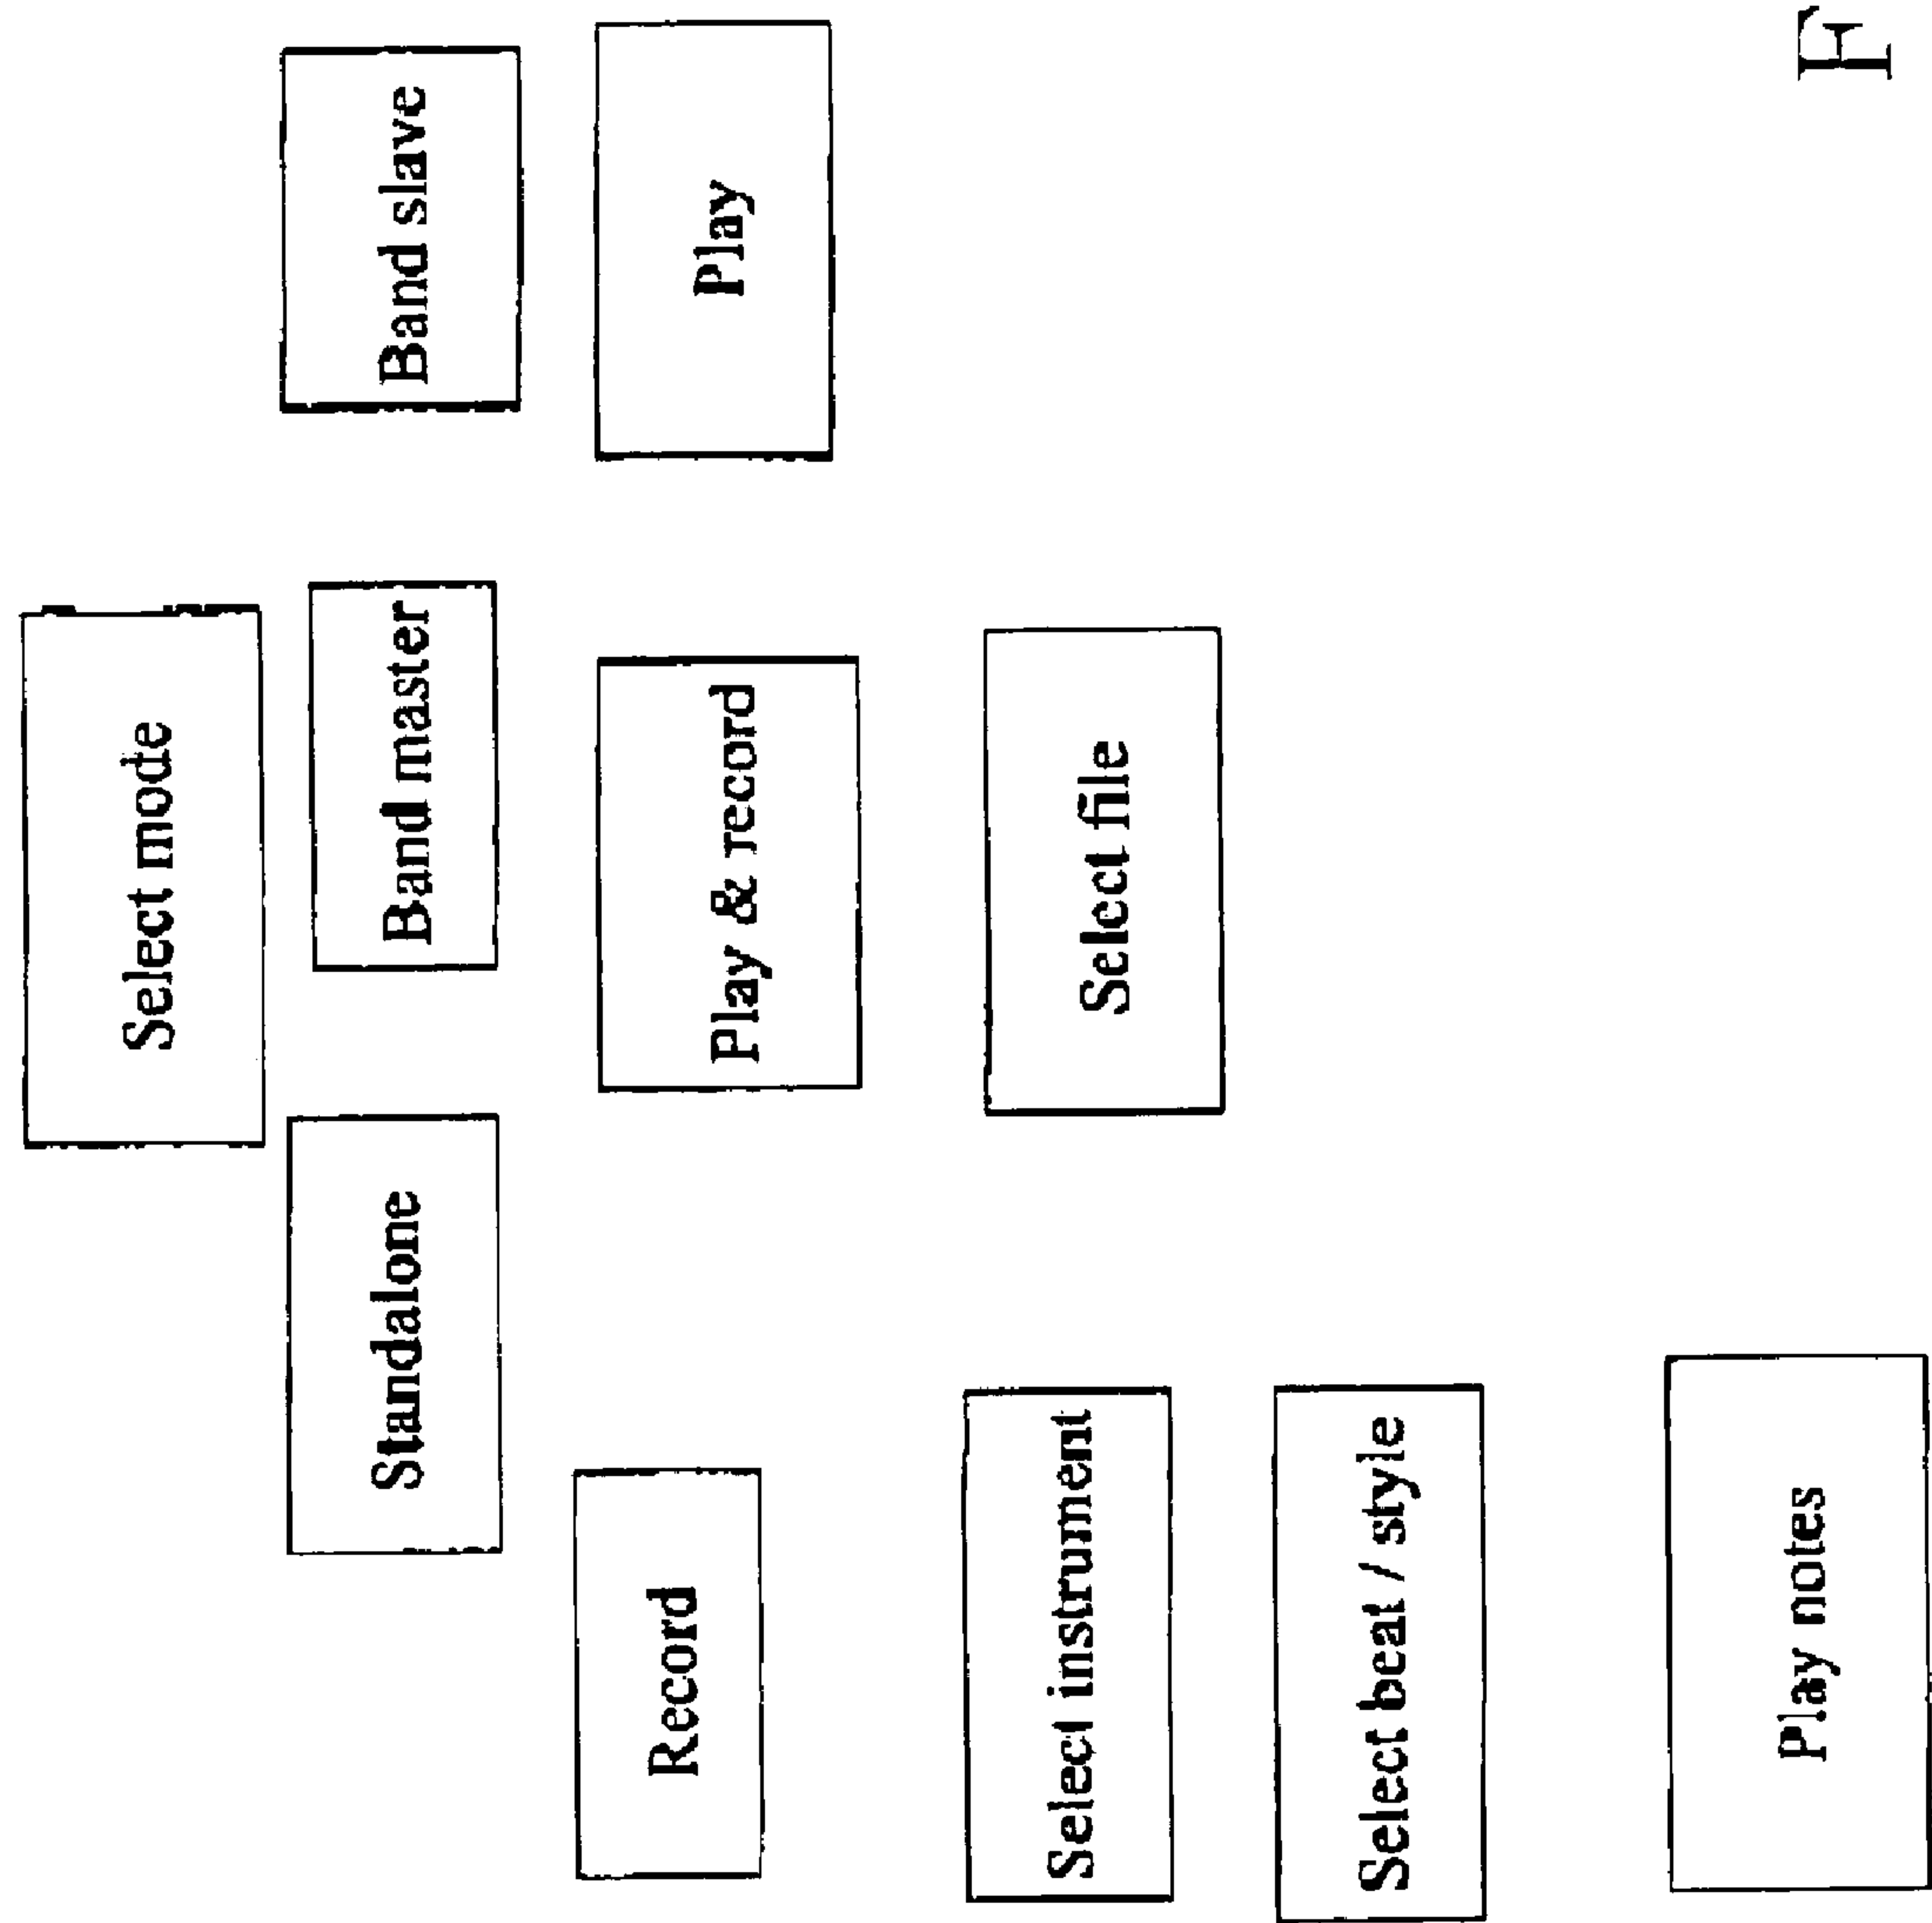 Select mode
Standalone
Band master
Band slave
Record
Play & record
Play
Select instrument
Select file
Select beat / style
Play notes
F